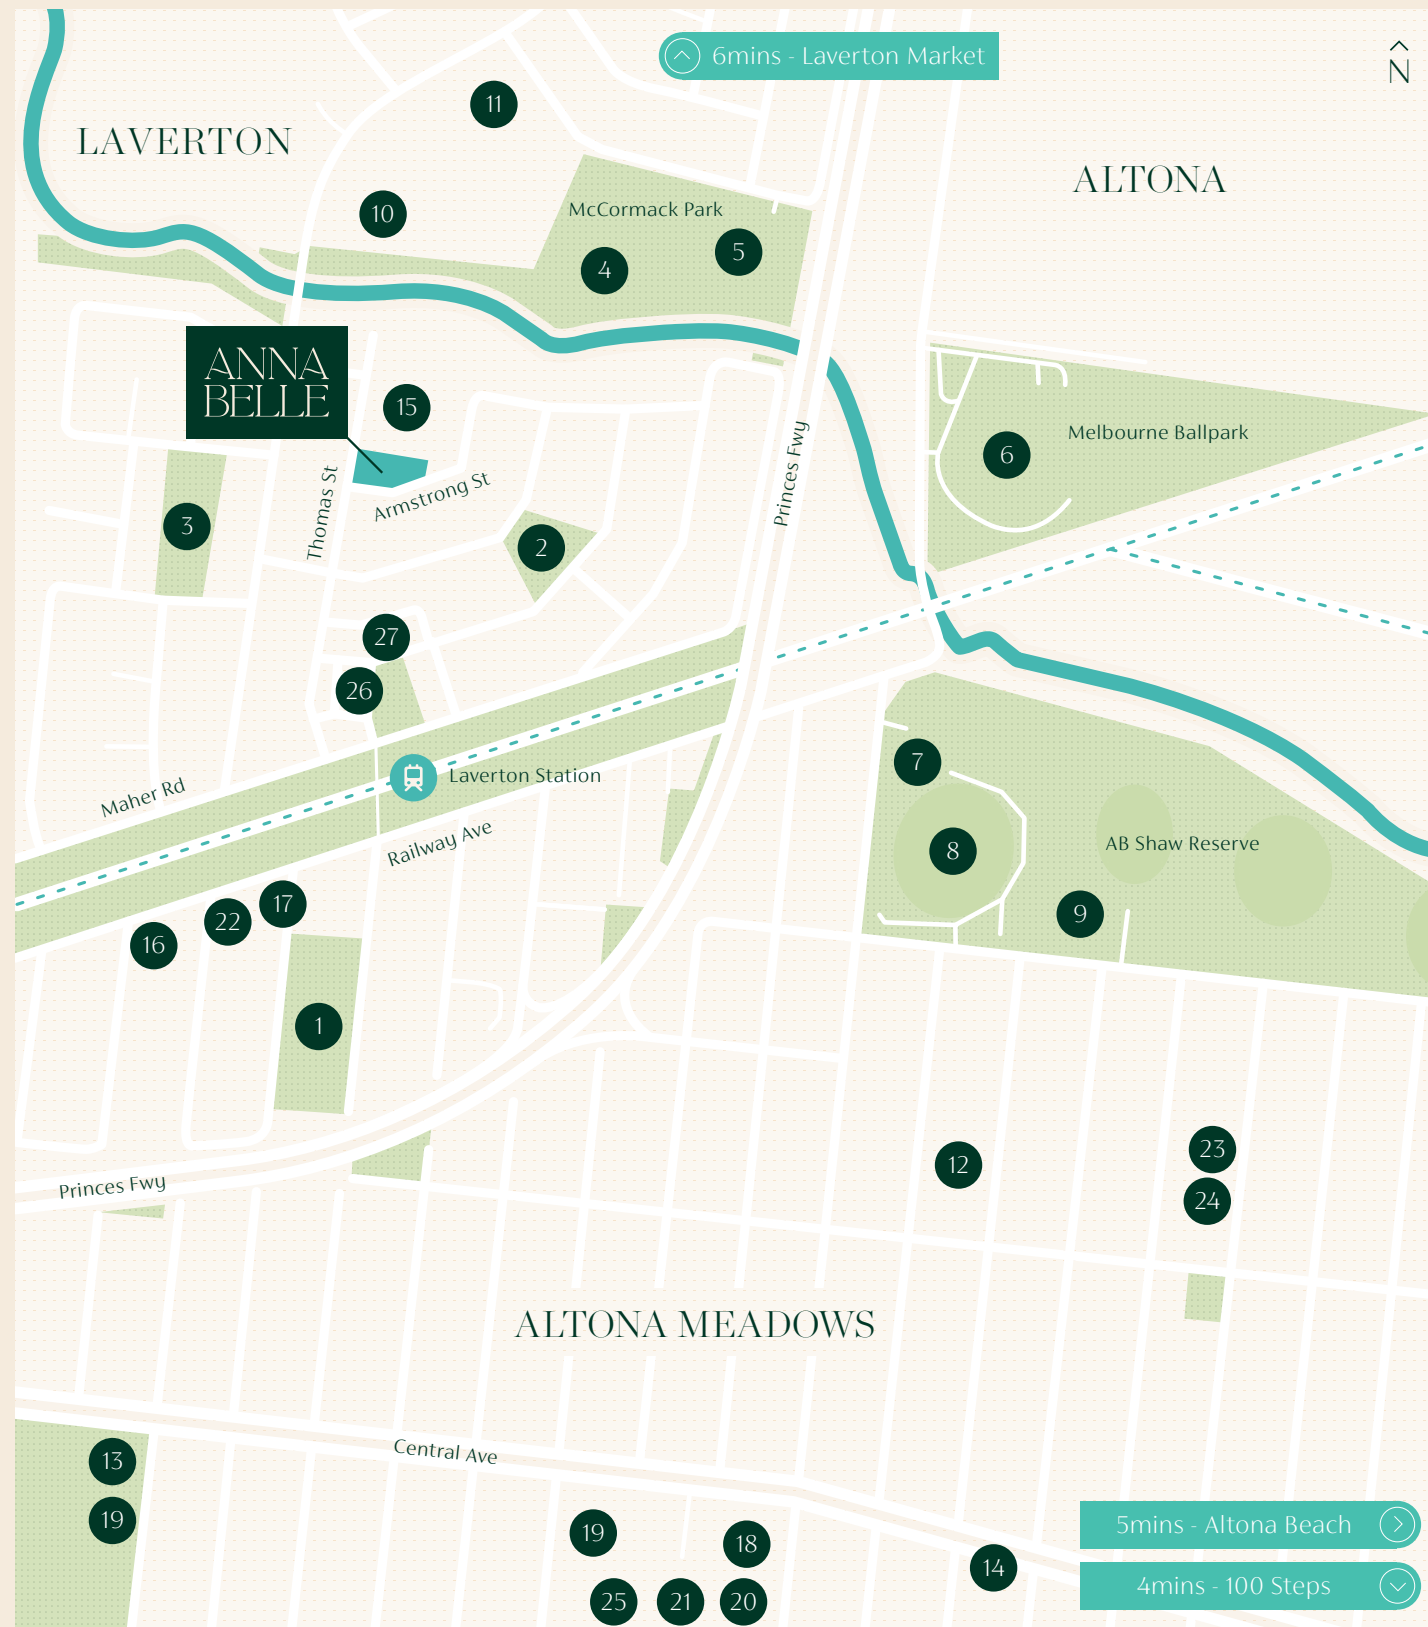 6mins - Laverton Market
N
11
LAVERTON
ALTONA
10
McCormack Park
4
5
ANNA
BELLE
15
Princes Fwy
Melbourne Ballpark
6
Thomas St
Armstrong St
3
2
27
26
Laverton Station
7
Maher Rd
Railway Ave
8
AB Shaw Reserve
17
22
16
9
1
12
23
24
Princes Fwy
ALTONA MEADOWS
Central Ave
13
19
19
18
14
25
21
20
5mins - Altona Beach
4mins - 100 Steps